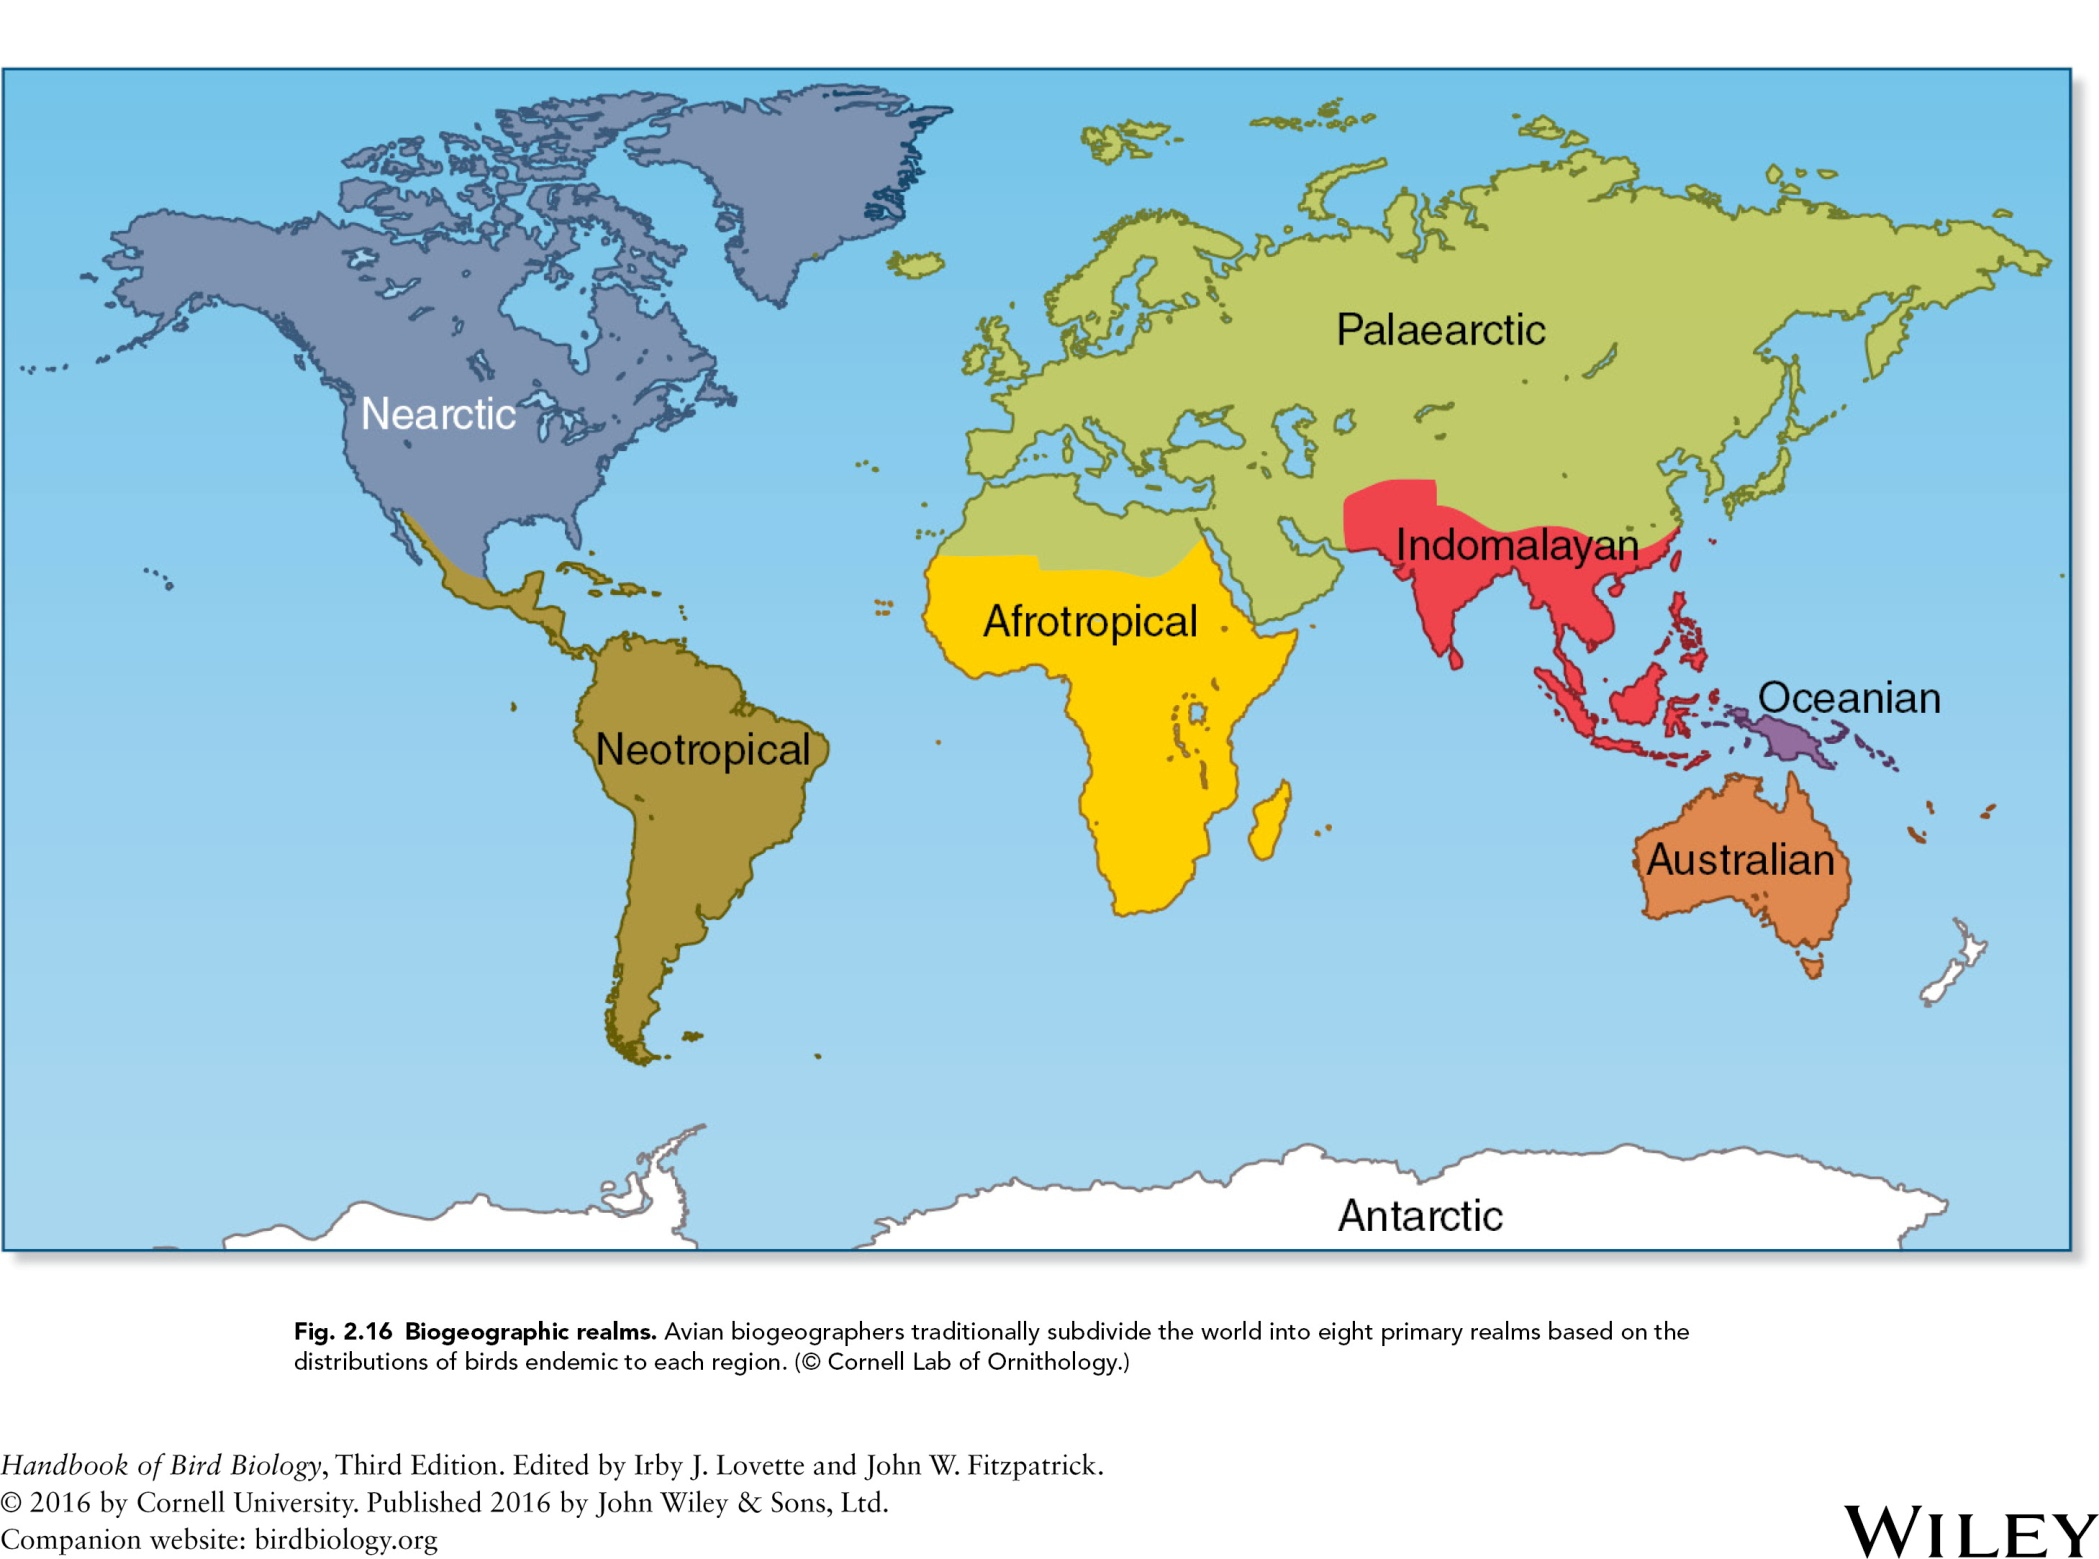 Palaearctic
Nearctic
Indomalayan
Afrotropical
Oceanian
Neotropical
Australian
Antarctic
Fig. 2.16 Biogeographic realms. Avian biogeographers traditionally subdivide the world into eight primary realms based on the
distributions of birds endemic to each region. (© Cornell Lab of Ornithology.)
Handbook of Bird Biology, Third Edition. Edited by Irby J. Lovette and John W. Fitzpatrick.
© 2016 by Cornell University. Published 2016 by John Wiley & Sons, Ltd.
Companion website: birdbiology.org
WILEY